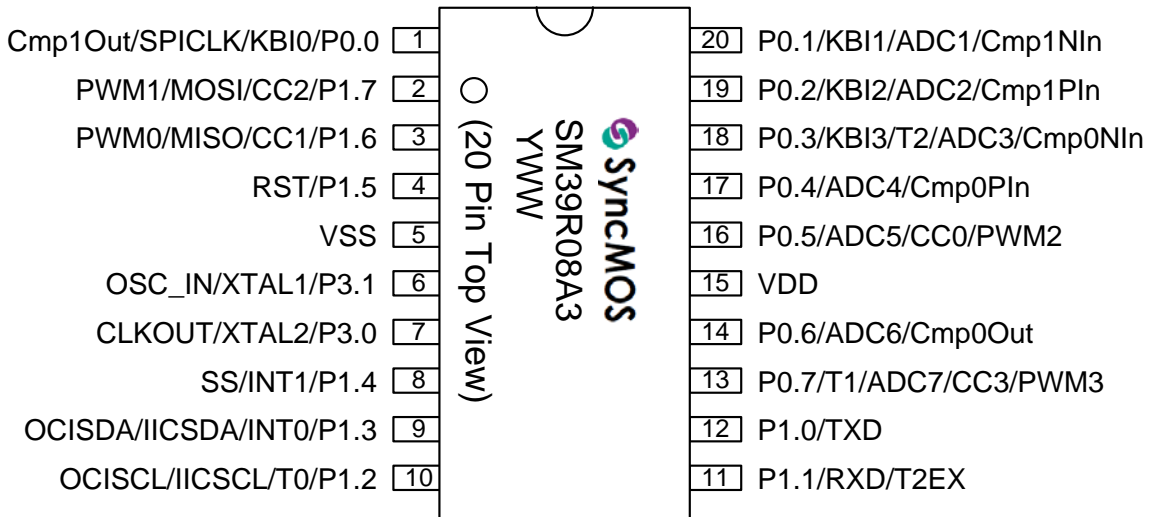 Cmp1Out/SPICLK/KBI0/P0.0 1
PWM1/MOSI/CC2/P1.7 2
PWM0/MISO/CC1/P1.6 3
RST/P1.5 4
VSS 5
OSC_IN/XTAL1/P3.1 6
CLKOUT/XTAL2/P3.0 7
SS/INT1/P1.4 8
OCISDA/IICSDA/INT0/P1.3 9
OCISCL/IICSCL/T0/P1.2 10
SyncMOS
SM39R08A3
YWW
(20 Pin Top View)
20 P0.1/KBI1/ADC1/Cmp1NIn
19 P0.2/KBI2/ADC2/Cmp1PIn
18 P0.3/KBI3/T2/ADC3/Cmp0NIn
17 P0.4/ADC4/Cmp0PIn
16 P0.5/ADC5/CC0/PWM2
15 VDD
14 P0.6/ADC6/Cmp0Out
13 P0.7/T1/ADC7/CC3/PWM3
12 P1.0/TXD
11 P1.1/RXD/T2EX